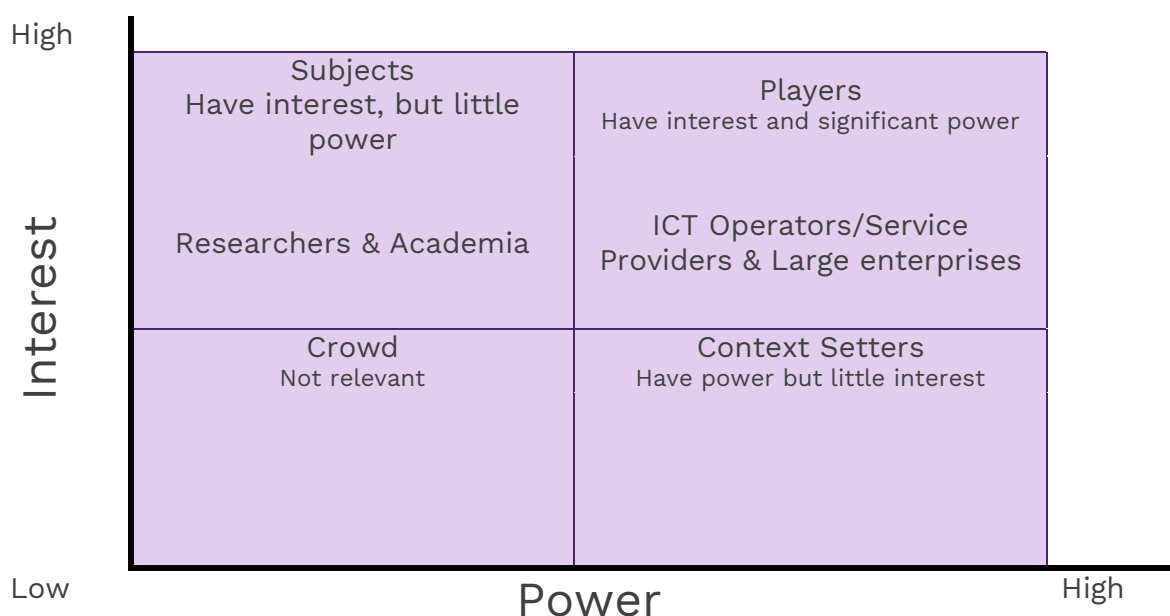 High
Subjects
Have interest, but little
power
Players
Have interest and significant power
Researchers & Academia
ICT Operators/Service
Providers & Large enterprises
Interest
Crowd
Not relevant
Context Setters
Have power but little interest
Low
Power
High